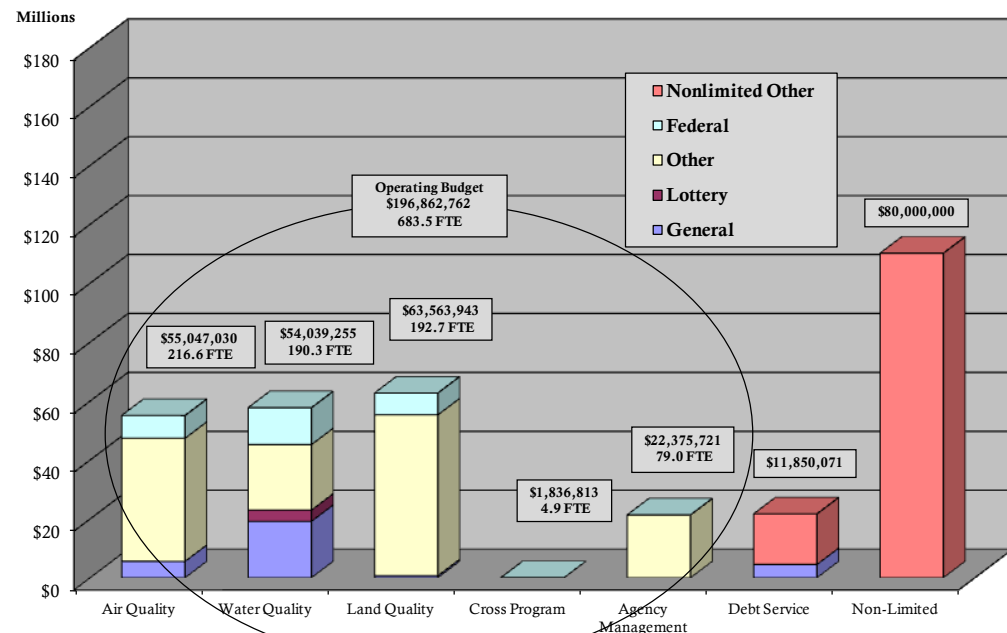 Millions
$180
$160
$140
$120
$100
$80
$60
$40
$20
$0
Nonlimited Other
Federal
Other
Lottery
General
Operating Budget
$196,862,762
683.5 FTE
$80,000,000
$55,047,030
216.6 FTE
$54,039,255
190.3 FTE
$63,563,943
192.7 FTE
$1,836,813
4.9 FTE
$22,375,721
79.0 FTE
$11,850,071
Air Quality
Water Quality
Land Quality
Cross Program
Agency
Management
Debt Service
Non-Limited